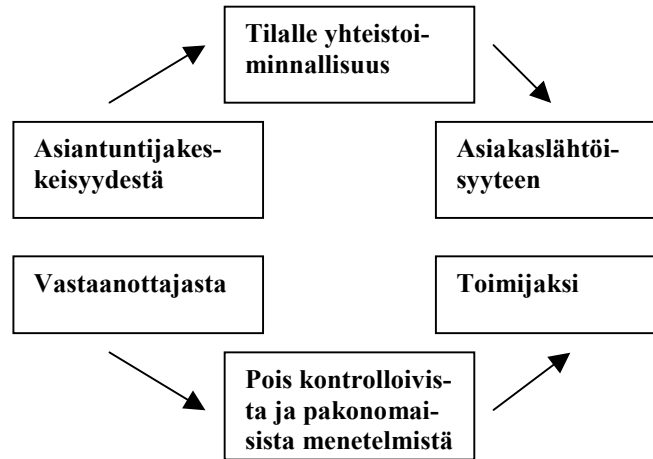 Tilalle yhteistoi-
minnallisuus
Asiantuntijakes-
keisyydestä
Asiakaslähtöi-
syyteen
Vastaanottajasta
Toimijaksi
Pois kontrolloivis-
ta ja pakonomai-
sista menetelmistä